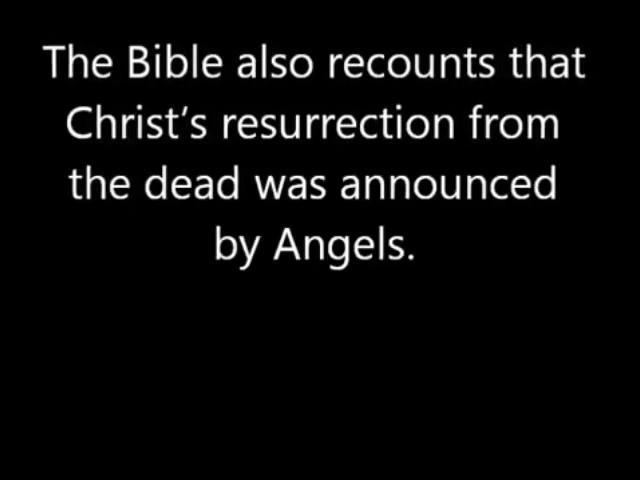 The Bible also recounts that
Christ’s resurrection from
the dead was announced
by Angels.